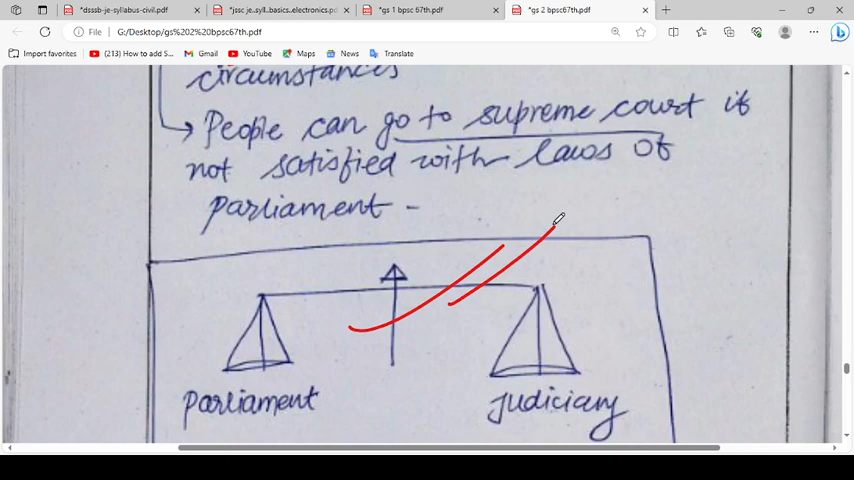 *dsssb-je-syllabus-civil.pdf
*jssc je.syll..basics..electronics.pdf
*gs 1 bpsc 67th.pdf
*gs 2 bpsc67th.pdf
File
G:/Desktop/gs%202%20bpsc67th.pdf
Import favorites
(213) How to add S...
Gmail
YouTube
Maps
News
Translate
circumstances
→ People can go to supreme court if
not satisfied with laws of
parliament -
parliament
judiciary